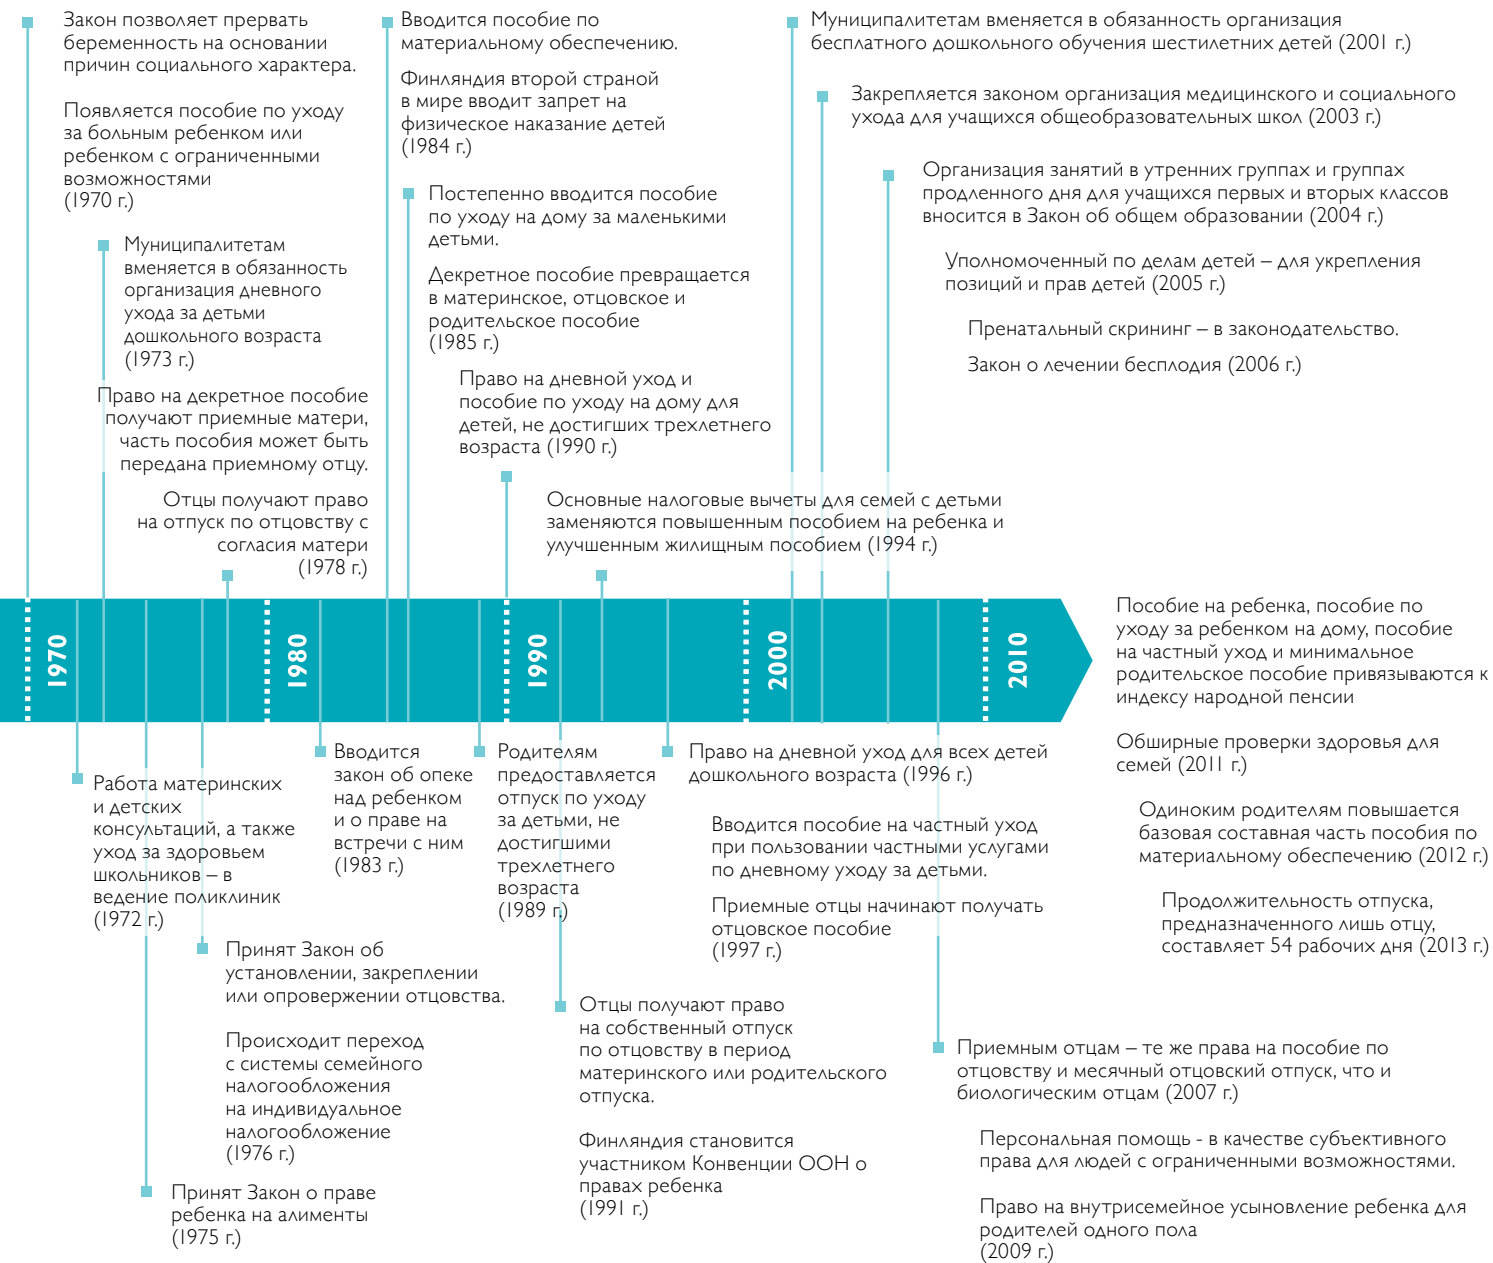 Закон позволяет прервать
беременность на основании
причин социального характера.
Появляется пособие по уходу
за больным ребенком или
ребенком с ограниченными
возможностями
(1970 г.)
Муниципалитетам
вменяется в обязанность
организация дневного
ухода за детьми
дошкольного возраста
(1973 г.)
Право на декретное пособие
получают приемные матери,
часть пособия может быть
передана приемному отцу.
Отцы получают право
на отпуск по отцовству с
согласия матери
(1978 г.)
Вводится пособие по
материальному обеспечению.
Финляндия второй страной
в мире вводит запрет на
физическое наказание детей
(1984 г.)
Постепенно вводится пособие
по уходу на дому за маленькими
детьми.
Декретное пособие превращается
в материнское, отцовское и
родительское пособие
(1985 г.)
Право на дневной уход и
пособие по уходу на дому для
детей, не достигших трехлетнего
возраста (1990 г.)
Основные налоговые вычеты для семей с детьми
заменяются повышенным пособием на ребенка и
улучшенным жилищным пособием (1994 г.)
Муниципалитетам вменяется в обязанность организация
бесплатного дошкольного обучения шестилетних детей (2001 г.)
Закрепляется законом организация медицинского и социального
ухода для учащихся общеобразовательных школ (2003 г.)
Организация занятий в утренних группах и группах
продленного дня для учащихся первых и вторых классов
вносится в Закон об общем образовании (2004 г.)
Уполномоченный по делам детей – для укрепления
позиций и прав детей (2005 г.)
Пренатальный скрининг – в законодательство.
Закон о лечении бесплодия (2006 г.)
1970
1980
1990
2000
2010
Работа материнских
и детских
консультаций, а также
уход за здоровьем
школьников – в
ведение поликлиник
(1972 г.)
Принят Закон об
установлении, закреплении
или опровержении отцовства.
Происходит переход
с системы семейного
налогообложения
на индивидуальное
налогообложение
(1976 г.)
Принят Закон о праве
ребенка на алименты
(1975 г.)
Вводится
закон об опеке
над ребенком
и о праве на
встречи с ним
(1983 г.)
Родителям
предоставляется
отпуск по уходу
за детьми, не
достигшими
трехлетнего
возраста
(1989 г.)
Отцы получают право
на собственный отпуск
по отцовству в период
материнского или родительского
отпуска.
Финляндия становится
участником Конвенции ООН о
правах ребенка
(1991 г.)
Право на дневной уход для всех детей
дошкольного возраста (1996 г.)
Вводится пособие на частный уход
при пользовании частными услугами
по дневному уходу за детьми.
Приемные отцы начинают получать
отцовское пособие
(1997 г.)
Приемным отцам – те же права на пособие по
отцовству и месячный отцовский отпуск, что и
биологическим отцам (2007 г.)
Персональная помощь - в качестве субъективного
права для людей с ограниченными возможностями.
Право на внутрисемейное усыновление ребенка для
родителей одного пола
(2009 г.)
Пособие на ребенка, пособие по
уходу за ребенком на дому, пособие
на частный уход и минимальное
родительское пособие привязываются к
индексу народной пенсии
Обширные проверки здоровья для
семей (2011 г.)
Одиноким родителям повышается
базовая составная часть пособия по
материальному обеспечению (2012 г.)
Продолжительность отпуска,
предназначенного лишь отцу,
составляет 54 рабочих дня (2013 г.)